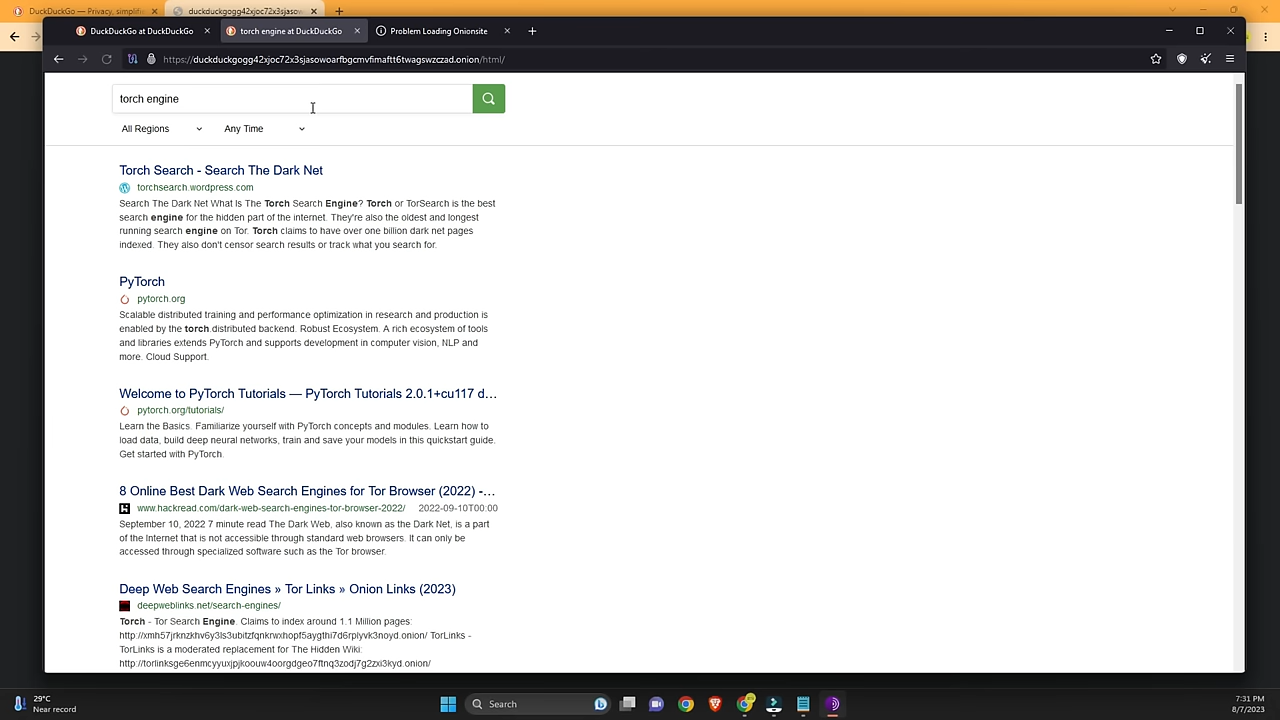 DuckDuckGo — Privacy, simplifie
duckduckgogg42xjoc72x3sjasow
DuckDuckGo at DuckDuckGo
torch engine at DuckDuckGo
Problem Loading Onionsite
https://duckduckgogg42xjoc72x3sjasowoarfbgcmvfimaftt6twagswzczad.onion/html/
torch engine
All Regions
Any Time
Torch Search - Search The Dark Net
torchsearch.wordpress.com
Search The Dark Net What Is The Torch Search Engine? Torch or TorSearch is the best
search engine for the hidden part of the internet. They're also the oldest and longest
running search engine on Tor. Torch claims to have over one billion dark net pages
indexed. They also don't censor search results or track what you search for.
PyTorch
pytorch.org
Scalable distributed training and performance optimization in research and production is
enabled by the torch.distributed backend. Robust Ecosystem. A rich ecosystem of tools
and libraries extends PyTorch and supports development in computer vision, NLP and
more. Cloud Support.
Welcome to PyTorch Tutorials — PyTorch Tutorials 2.0.1+cu117 d...
pytorch.org/tutorials/
Learn the Basics. Familiarize yourself with PyTorch concepts and modules. Learn how to
load data, build deep neural networks, train and save your models in this quickstart guide.
Get started with PyTorch.
8 Online Best Dark Web Search Engines for Tor Browser (2022) -...
www.hackread.com/dark-web-search-engines-tor-browser-2022/ 2022-09-10T00:00
September 10, 2022 7 minute read The Dark Web, also known as the Dark Net, is a part
of the Internet that is not accessible through standard web browsers. It can only be
accessed through specialized software such as the Tor browser.
Deep Web Search Engines » Tor Links » Onion Links (2023)
deepweblinks.net/search-engines/
Torch - Tor Search Engine. Claims to index around 1.1 Million pages:
http://xmh57jrknzkhv6y3ls3ubitzfqnkrwxhopf5aygthi7d6rplyvk3noyd.onion/ TorLinks -
TorLinks is a moderated replacement for The Hidden Wiki:
http://torlinksge6enmcyyuxjpjkoouw4oorgdgeo7ftnq3zodj7g2zxi3kyd.onion/
29°C
Near record
Search
7:31 PM
8/7/2023